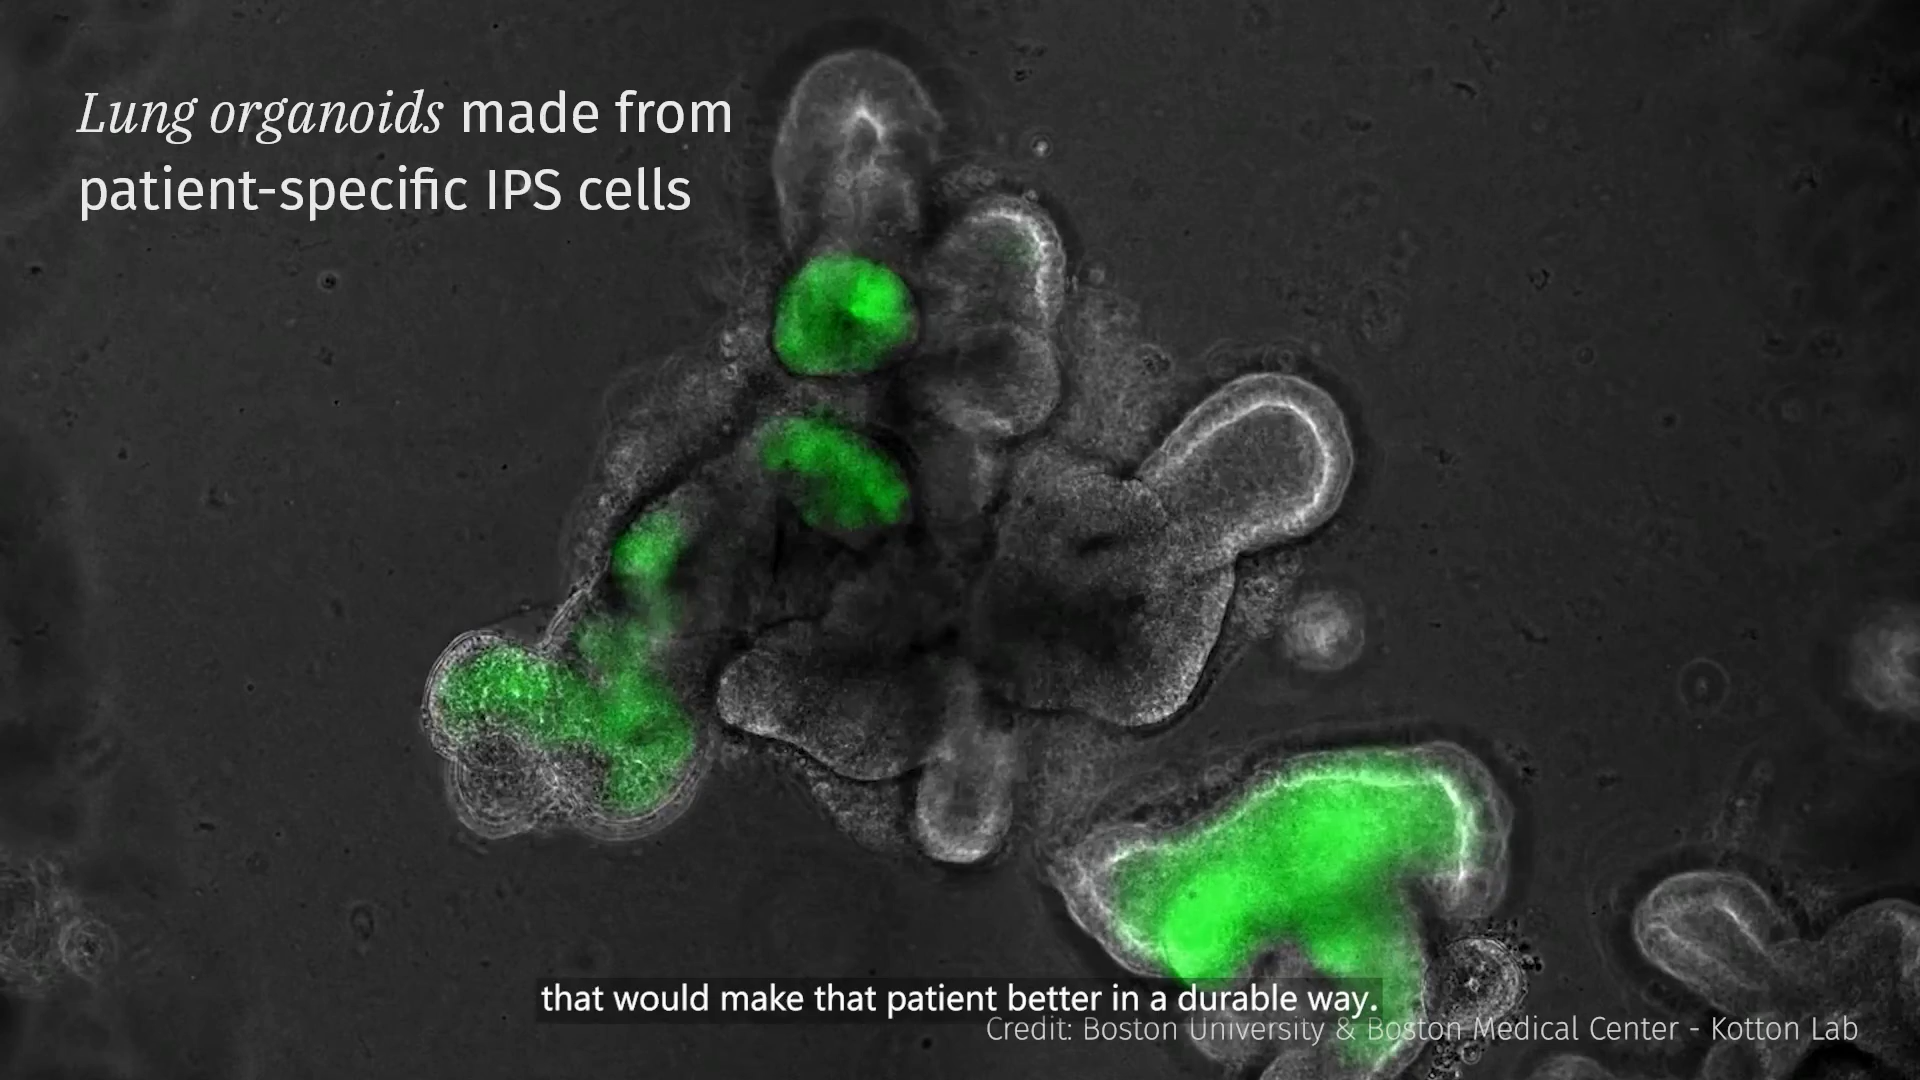 Lung organoids made from
patient-specific IPS cells
that would make that patient better in a durable way.
Credit: Boston University & Boston Medical Center - Kotton Lab